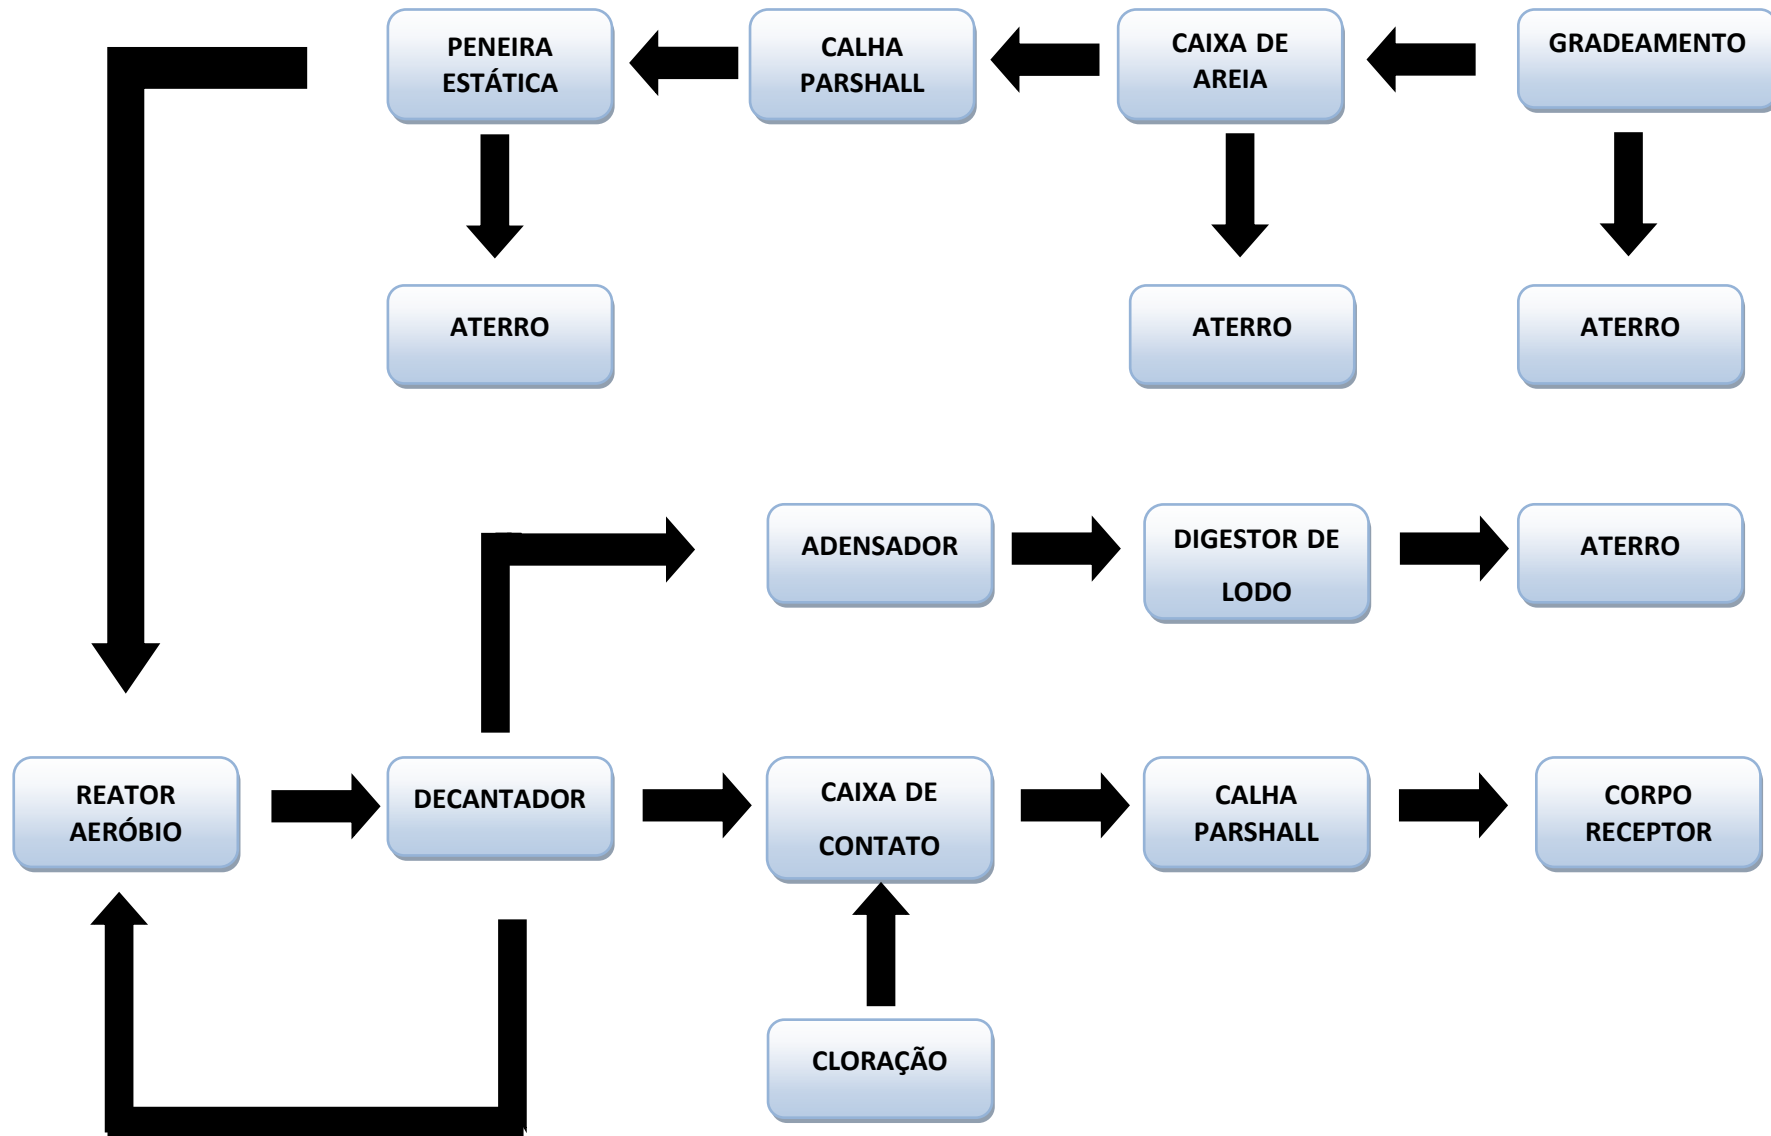 PENEIRA
ESTÁTICA
CALHA
PARSHALL
CAIXA DE
AREIA
GRADEAMENTO
ATERRO
ATERRO
ATERRO
ADENSADOR
DIGESTOR DE
LODO
ATERRO
REATOR
AERÓBIO
DECANTADOR
CAIXA DE
CONTATO
CALHA
PARSHALL
CORPO
RECEPTOR
CLORAÇÃO